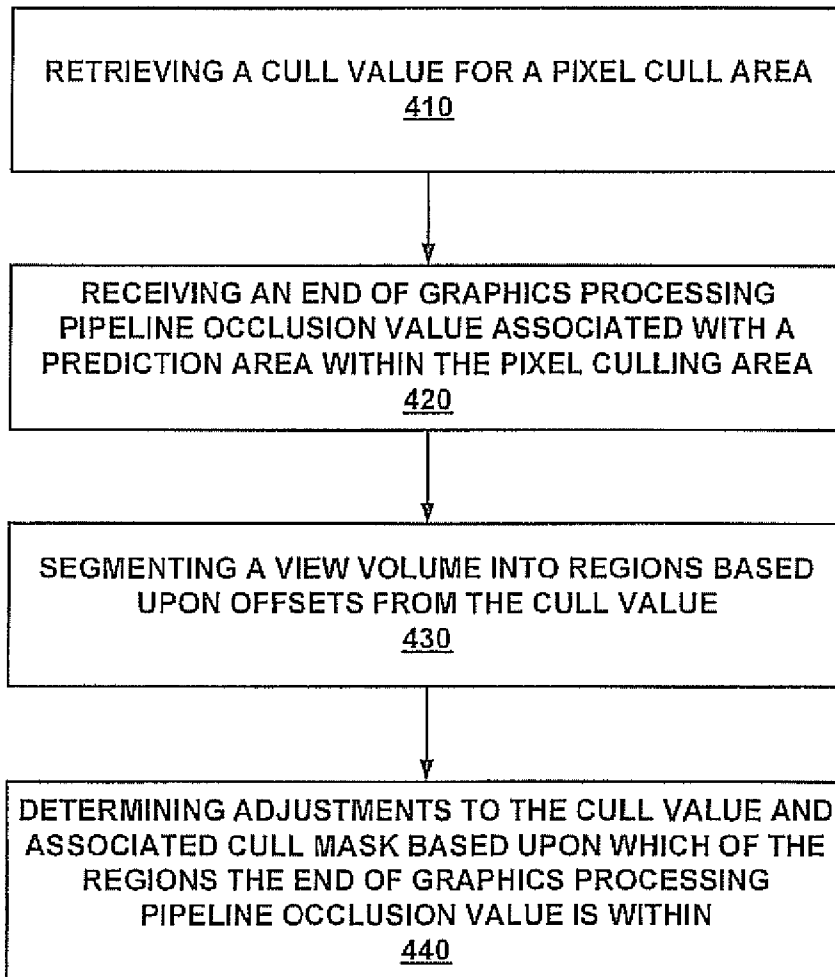 RETRIEVING A CULL VALUE FOR A PIXEL CULL AREA
410
RECEIVING AN END OF GRAPHICS PROCESSING
PIPELINE OCCLUSION VALUE ASSOCIATED WITH A
PREDICTION AREA WITHIN THE PIXEL CULLING AREA
420
SEGMENTING A VIEW VOLUME INTO REGIONS BASED
UPON OFFSETS FROM THE CULL VALUE
430
DETERMINING ADJUSTMENTS TO THE CULL VALUE AND
ASSOCIATED CULL MASK BASED UPON WHICH OF THE
REGIONS THE END OF GRAPHICS PROCESSING
PIPELINE OCCLUSION VALUE IS WITHIN
440